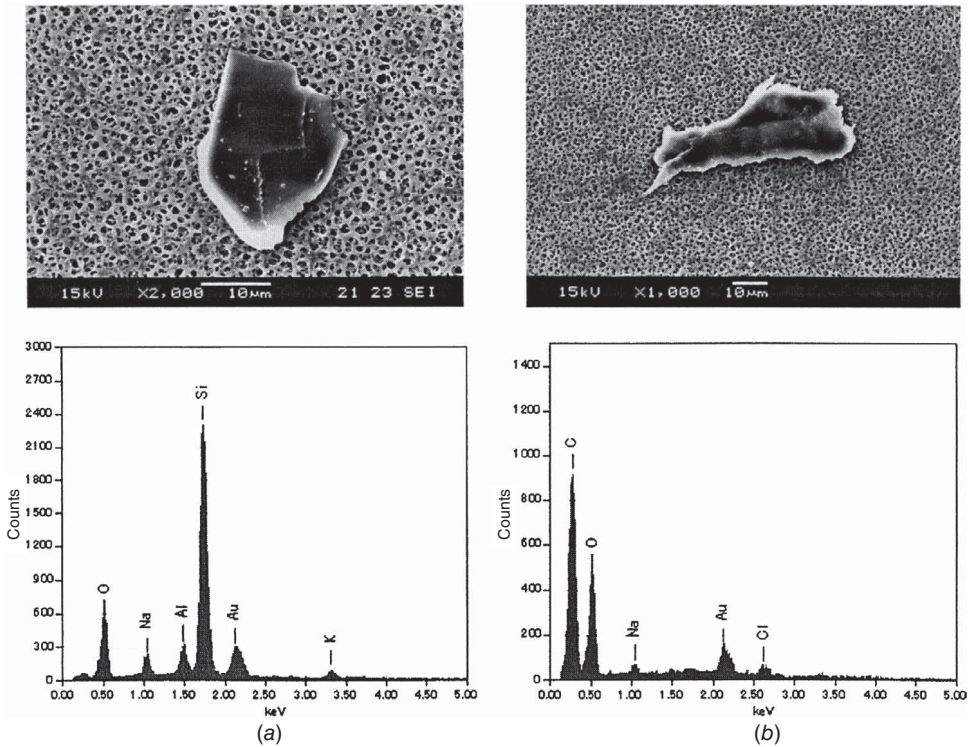 15kV X2,000 10μm 21 23 SEI
15kV X1,000 10μm
3000
2700
2400
2100
1800
1500
1200
900
600
300
0
Counts
O
Na
Al
Si
Au
K
0.00 0.50 1.00 1.50 2.00 2.50 3.00 3.50 4.00 4.50 5.00
keV
(a)
1400
1200
1000
800
600
400
200
0
Counts
C
O
Na
Au
Cl
0.00 0.50 1.00 1.50 2.00 2.50 3.00 3.50 4.00 4.50 5.00
keV
(b)